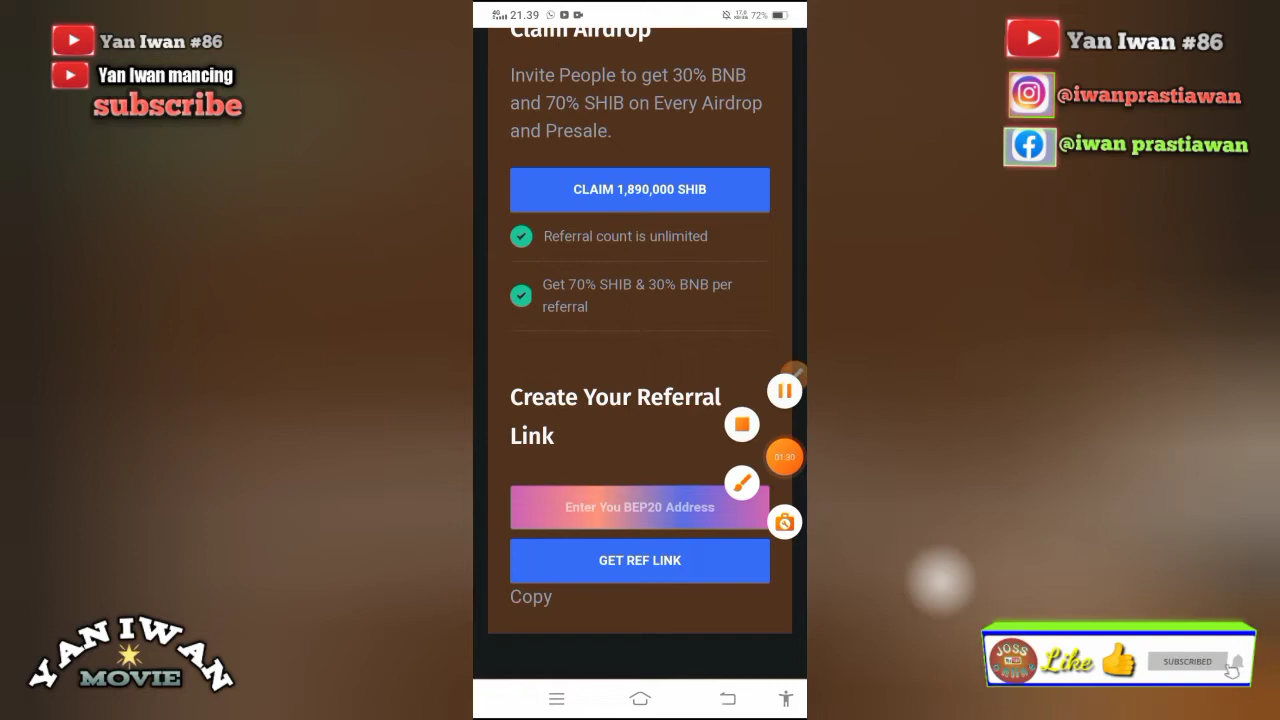 Yan Iwan #86
Yan Iwan mancing
subscribe
21.39
72%
Claim Airdrop
Invite People to get 30% BNB
and 70% SHIB on Every Airdrop
and Presale.
CLAIM 1,890,000 SHIB
Referral count is unlimited
Get 70% SHIB & 30% BNB per
referral
Create Your Referral
Link
01:30
Enter You BEP20 Address
GET REF LINK
Copy
Yan Iwan #86
@iwanprastiawan
@iwan prastiawan
YAN IWAN
MOVIE
JOSS
Like
SUBSCRIBED